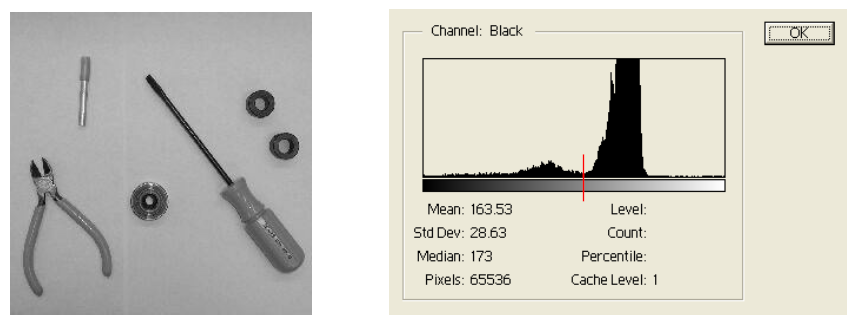 Channel: Black
OK
Mean: 163.53
Level:
Std Dev: 28.63
Count:
Median: 173
Percentile:
Pixels: 65536
Cache Level: 1